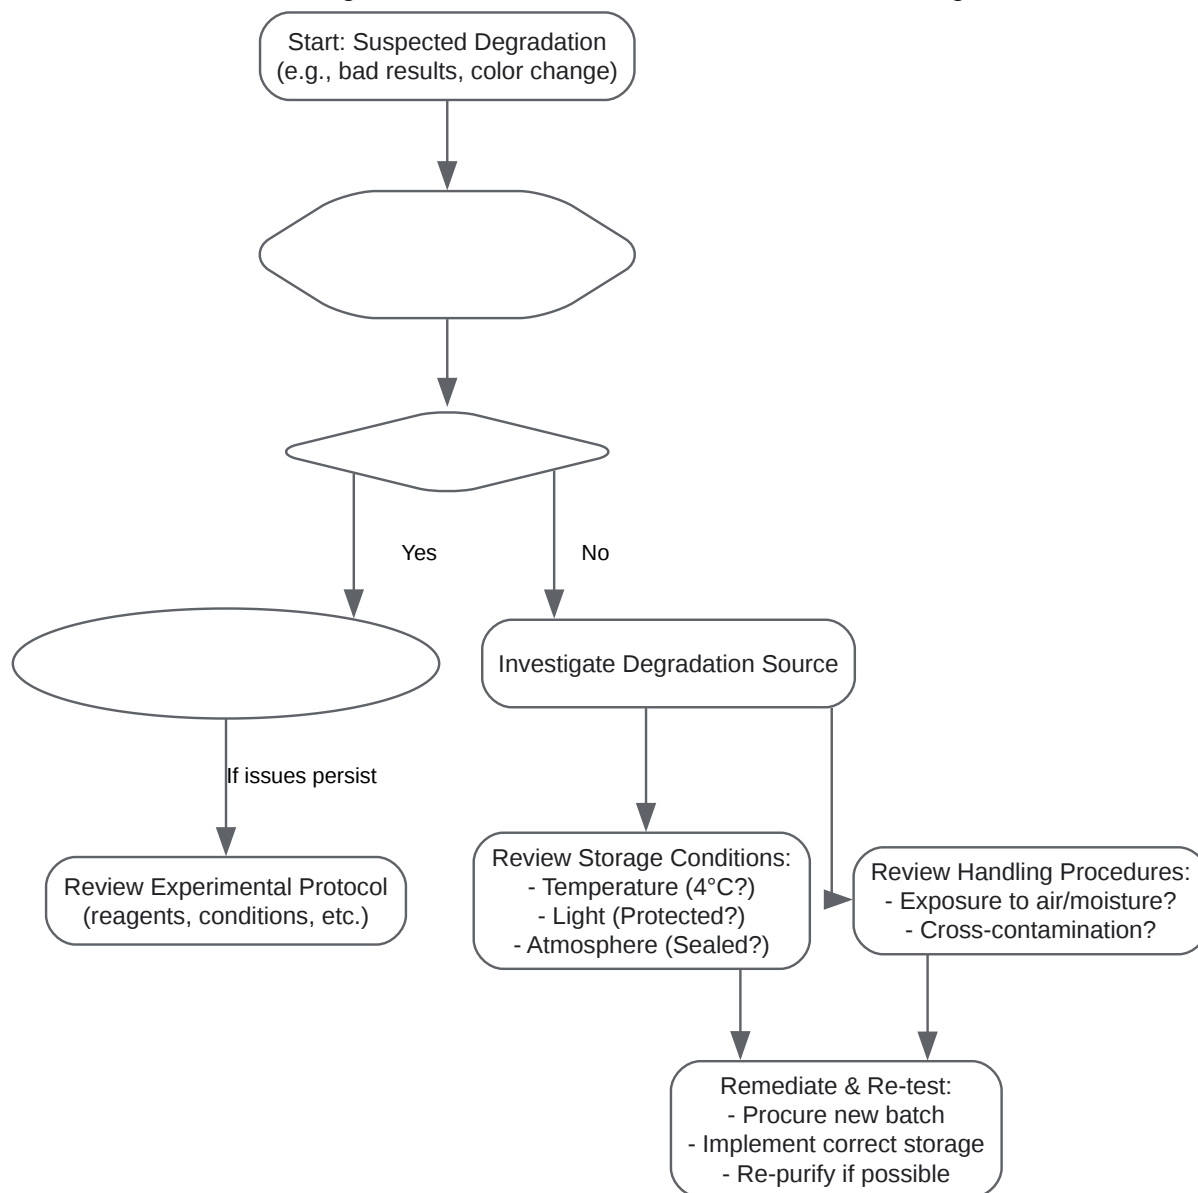 Start: Suspected Degradation
(e.g., bad results, color change)
Yes
No
Investigate Degradation Source
If issues persist
Review Experimental Protocol
(reagents, conditions, etc.)
Review Storage Conditions:
- Temperature (4°C?)
- Light (Protected?)
- Atmosphere (Sealed?)
Review Handling Procedures:
- Exposure to air/moisture?
- Cross-contamination?
Remediate & Re-test:
- Procure new batch
- Implement correct storage
- Re-purify if possible